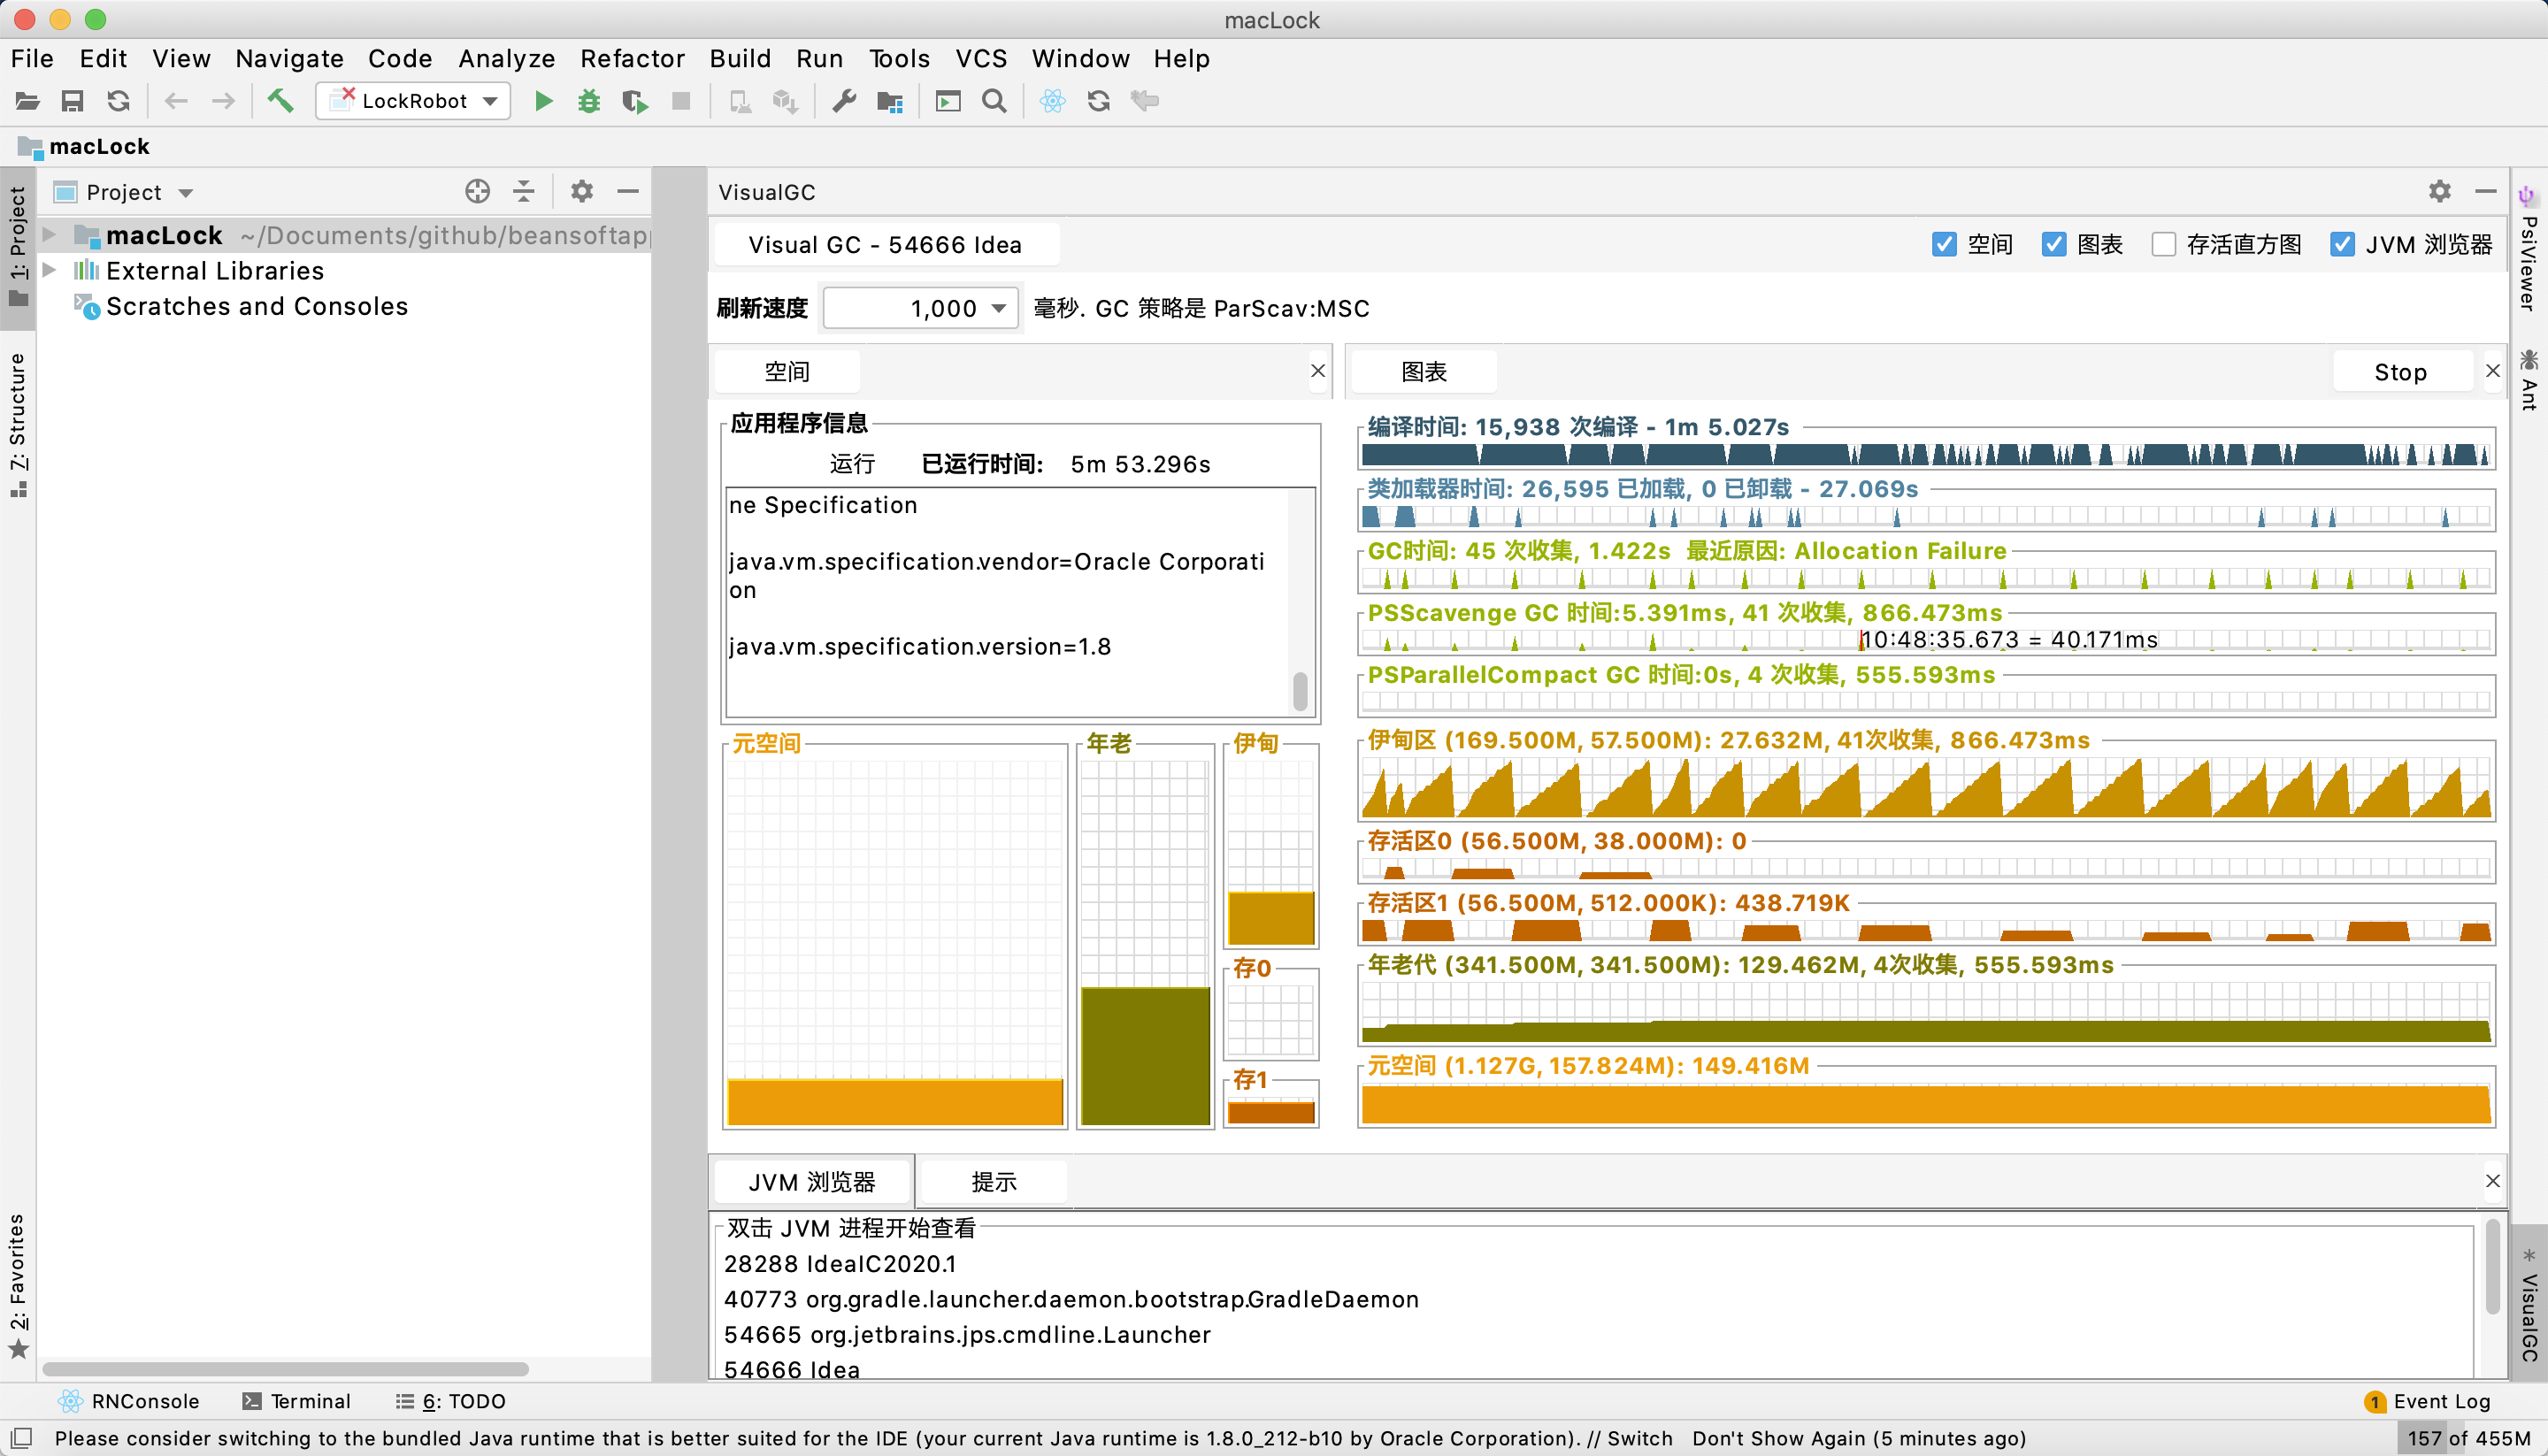 macLock
File Edit View Navigate Code Analyze Refactor Build Run Tools VCS Window Help
LockRobot
macLock
1: Project
7: Structure
2: Favorites
Project
macLock ~/Documents/github/beansoftap
External Libraries
Scratches and Consoles
VisualGC
Visual GC - 54666 Idea
空间 图表 存活直方图 JVM 浏览器
刷新速度 1,000 毫秒. GC 策略是 ParScav:MSC
空间
应用程序信息
运行 已运行时间: 5m 53.296s
ne Specification
java.vm.specification.vendor=Oracle Corporati
on
java.vm.specification.version=1.8
元空间
年老
伊甸
存0
存1
图表 Stop
编译时间: 15,938 次编译 - 1m 5.027s
类加载器时间: 26,595 已加载, 0 已卸载 - 27.069s
GC时间: 45 次收集, 1.422s 最近原因: Allocation Failure
PSScavenge GC 时间:5.391ms, 41 次收集, 866.473ms
10:48:35.673 = 40.171ms
PSParallelCompact GC 时间:0s, 4 次收集, 555.593ms
伊甸区 (169.500M, 57.500M): 27.632M, 41次收集, 866.473ms
存活区0 (56.500M, 38.000M): 0
存活区1 (56.500M, 512.000K): 438.719K
年老代 (341.500M, 341.500M): 129.462M, 4次收集, 555.593ms
元空间 (1.127G, 157.824M): 149.416M
JVM 浏览器 提示
双击 JVM 进程开始查看
28288 IdeaIC2020.1
40773 org.gradle.launcher.daemon.bootstrap.GradleDaemon
54665 org.jetbrains.jps.cmdline.Launcher
54666 Idea
PsiViewer
Ant
VisualGC
RNConsole Terminal 6: TODO
1 Event Log
Please consider switching to the bundled Java runtime that is better suited for the IDE (your current Java runtime is 1.8.0_212-b10 by Oracle Corporation). // Switch Don't Show Again (5 minutes ago)
157 of 455M